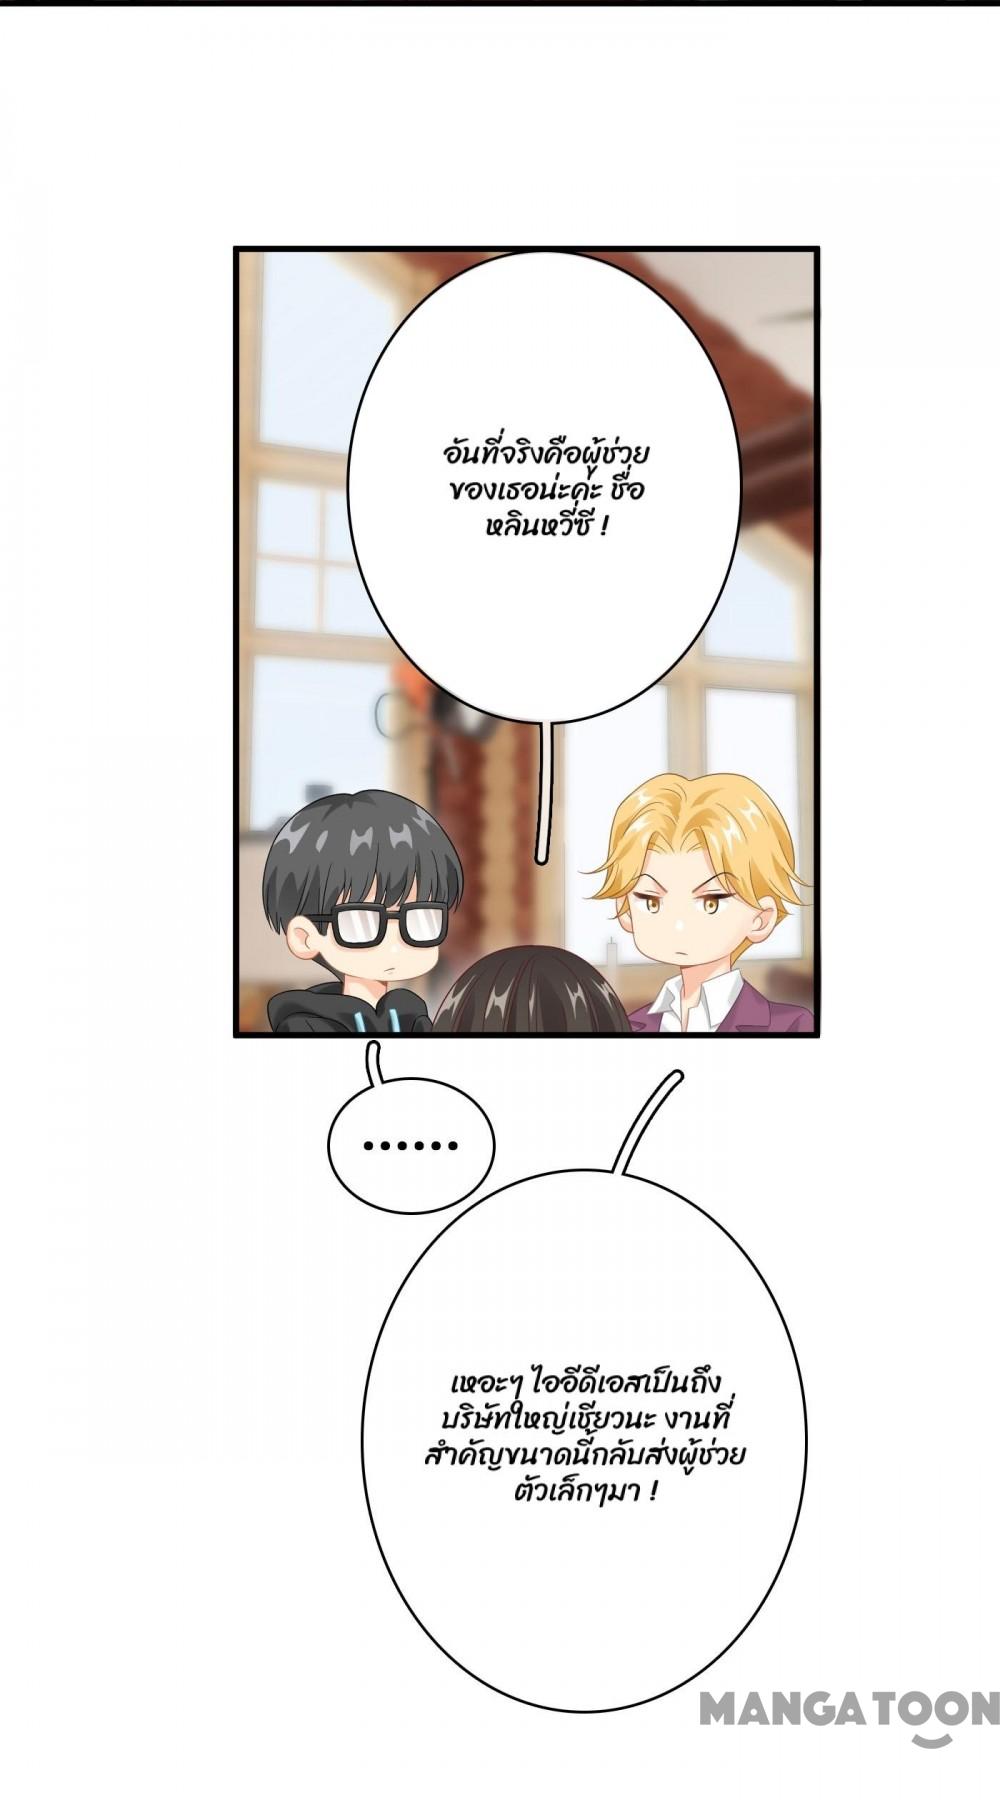 อันที่จริงคือผู้ช่วย
ของเธอน่ะค่ะ ชื่อ
หลินหวี่ซี !
......
เหอะๆ ไออีดีเอสเป็นถึง
บริษัทใหญ่เชียวนะ งานที่
สำคัญขนาดนี้กลับส่งผู้ช่วย
ตัวเล็กๆมา !
MANGATOON